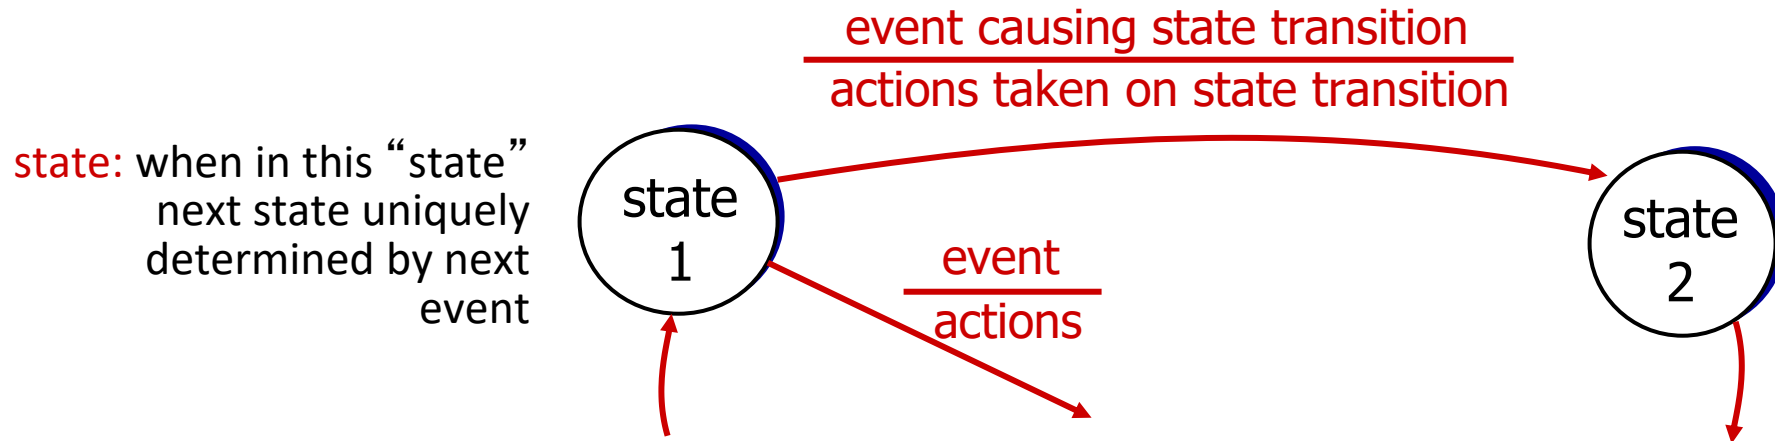 event causing state transition
actions taken on state transition
state: when in this “state”
next state uniquely
determined by next
event
state
1
event
actions
state
2